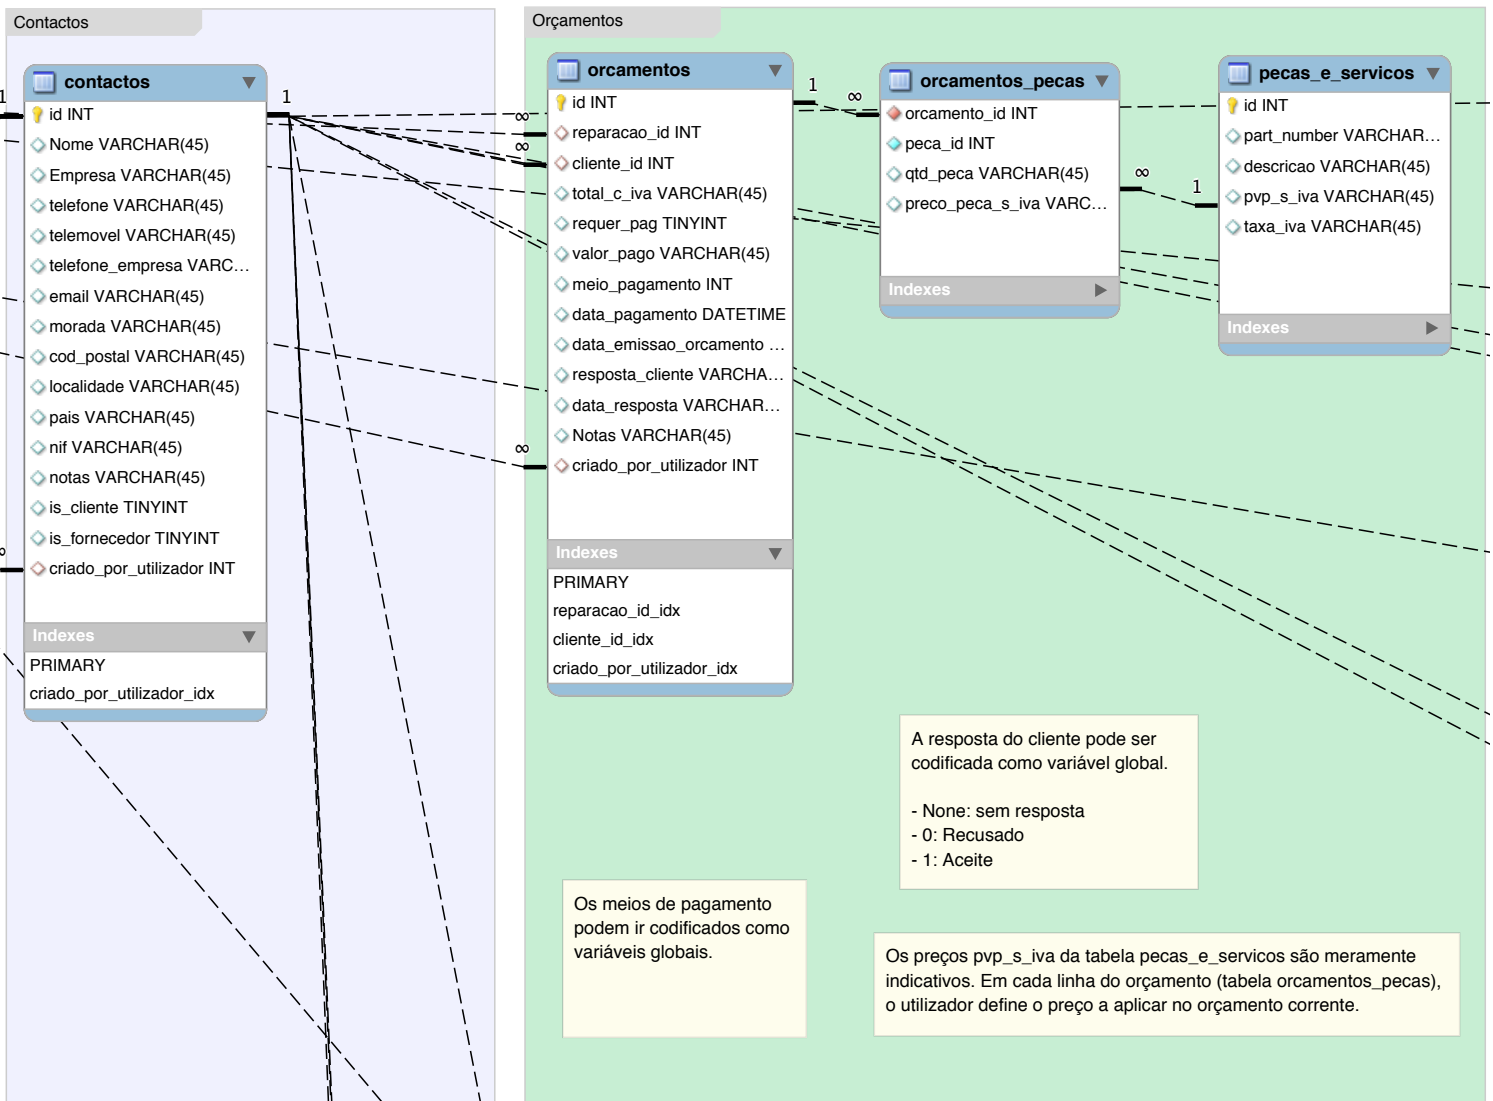 Contactos
contactos
1
1
id INT
Nome VARCHAR(45)
Empresa VARCHAR(45)
telefone VARCHAR(45)
telemovel VARCHAR(45)
telefone_empresa VARC...
email VARCHAR(45)
morada VARCHAR(45)
cod_postal VARCHAR(45)
localidade VARCHAR(45)
pais VARCHAR(45)
nif VARCHAR(45)
notas VARCHAR(45)
is_cliente TINYINT
is_fornecedor TINYINT
∞
criado_por_utilizador INT
Indexes
PRIMARY
criado_por_utilizador_idx
Orçamentos
orcamentos
1
id INT
∞
reparacao_id INT
∞
cliente_id INT
total_c_iva VARCHAR(45)
requer_pag TINYINT
valor_pago VARCHAR(45)
meio_pagamento INT
data_pagamento DATETIME
data_emissao_orcamento ...
resposta_cliente VARCHA...
data_resposta VARCHAR...
Notas VARCHAR(45)
∞
criado_por_utilizador INT
Indexes
PRIMARY
reparacao_id_idx
cliente_id_idx
criado_por_utilizador_idx
orcamentos_pecas
∞
orcamento_id INT
peca_id INT
qtd_peca VARCHAR(45)
∞
preco_peca_s_iva VARC...
Indexes
pecas_e_servicos
id INT
part_number VARCHAR...
descricao VARCHAR(45)
1
pvp_s_iva VARCHAR(45)
taxa_iva VARCHAR(45)
Indexes
A resposta do cliente pode ser
codificada como variável global.
- None: sem resposta
- 0: Recusado
- 1: Aceite
Os meios de pagamento
podem ir codificados como
variáveis globais.
Os preços pvp_s_iva da tabela pecas_e_servicos são meramente
indicativos. Em cada linha do orçamento (tabela orcamentos_pecas),
o utilizador define o preço a aplicar no orçamento corrente.